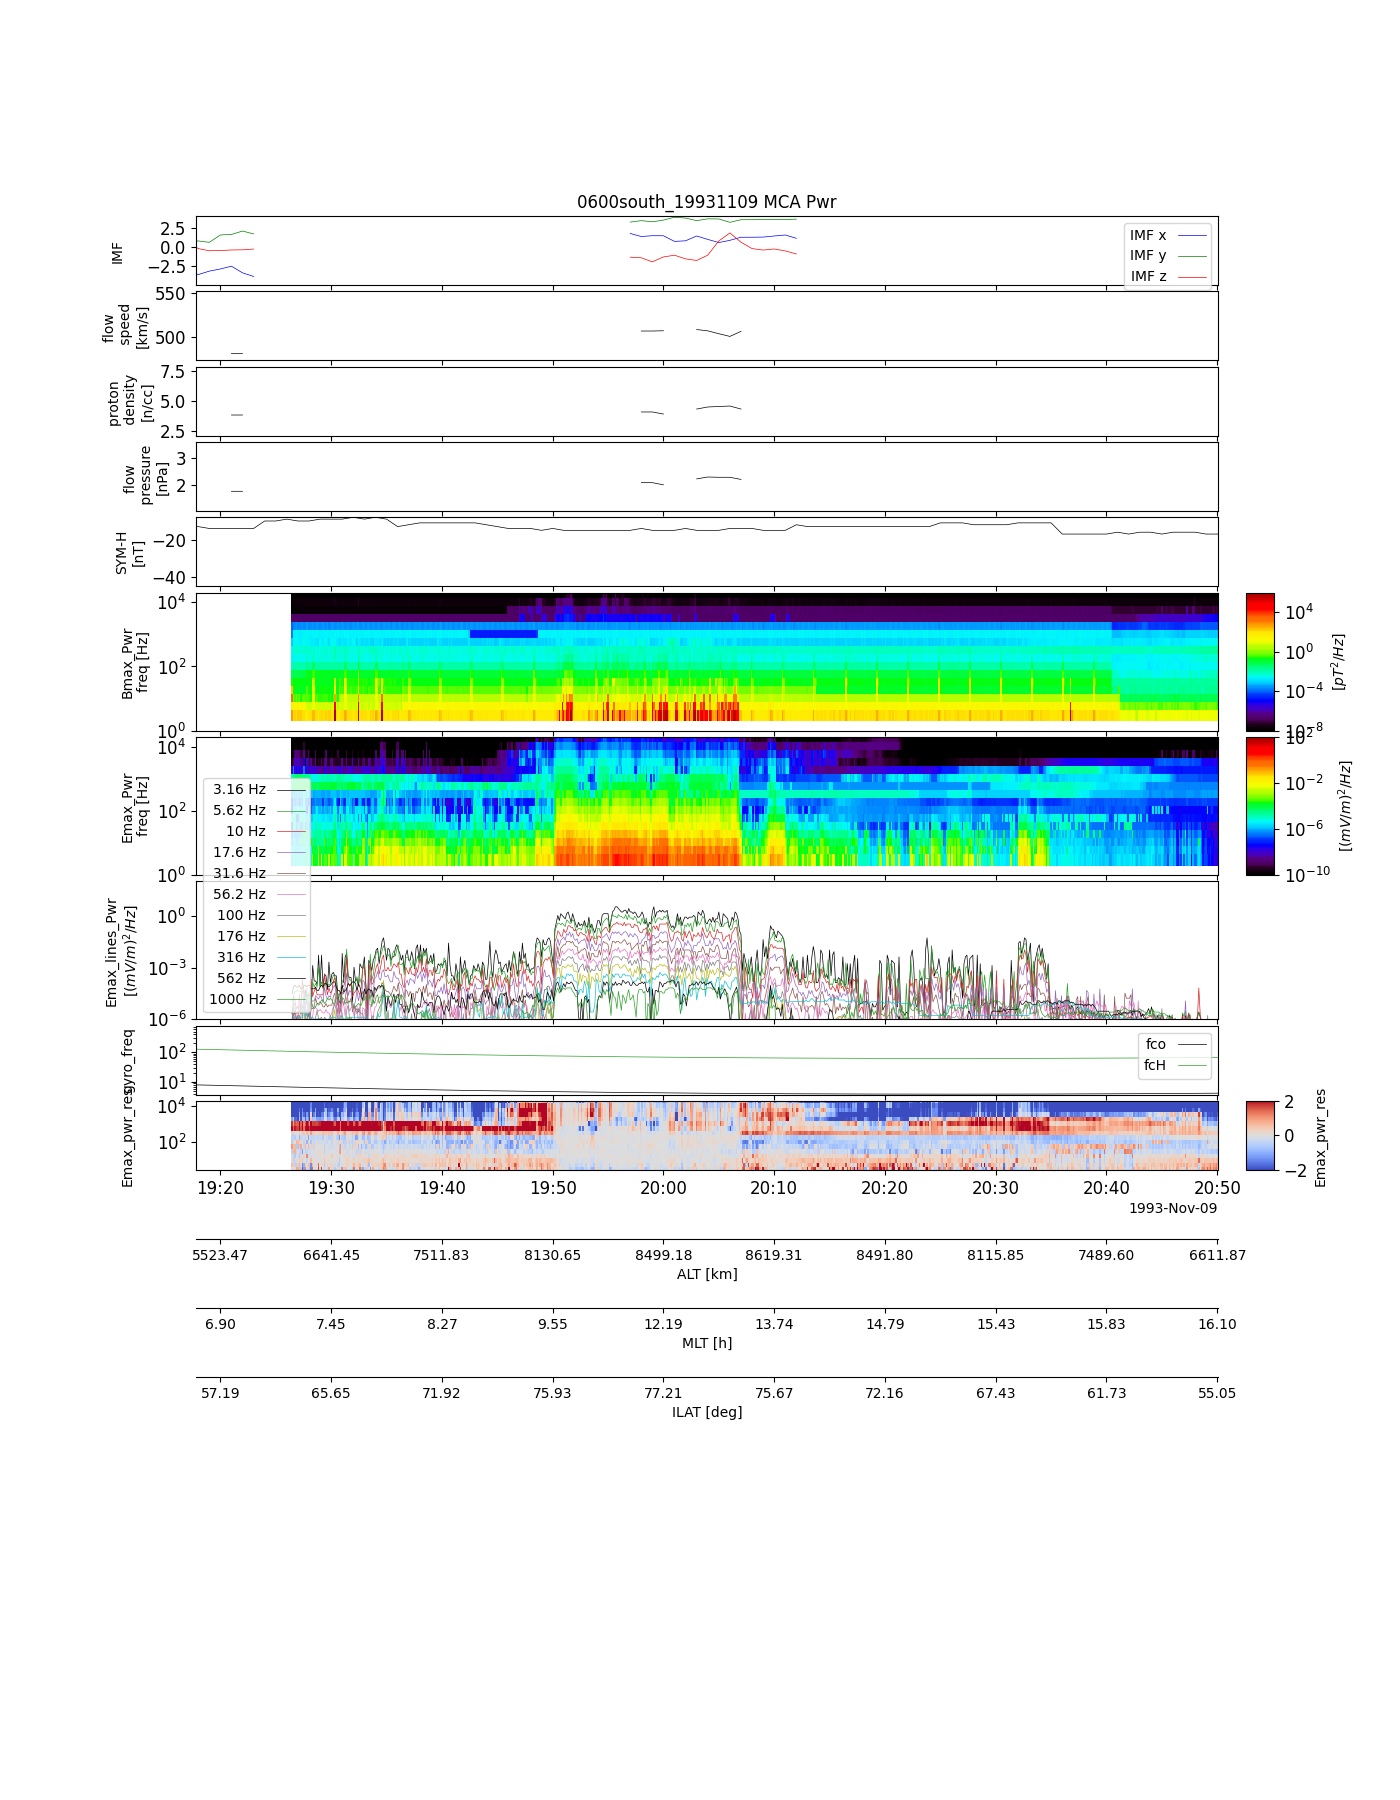 0600south_19931109 MCA Pwr
IMF
2.5
0.0
−2.5
IMF x
IMF y
IMF z
flow
speed
[km/s]
550
500
proton
density
[n/cc]
7.5
5.0
2.5
flow
pressure
[nPa]
3
2
SYM-H
[nT]
−20
−40
Bmax_Pwr
freq [Hz]
10^4
10^2
10^0
10^4
10^0
10^−4
10^−8
[pT^2/Hz]
Emax_Pwr
freq [Hz]
10^4
10^2
10^0
10^2
10^−2
10^−6
10^−10
[(mV/m)^2/Hz]
3.16 Hz
5.62 Hz
10 Hz
17.6 Hz
31.6 Hz
56.2 Hz
100 Hz
176 Hz
316 Hz
562 Hz
1000 Hz
Emax_lines_Pwr
[(mV/m)^2/Hz]
10^0
10^−3
10^−6
gyro_freq
10^2
10^1
fco
fcH
Emax_pwr_res
10^4
10^2
2
0
−2
Emax_pwr_res
19:20 19:30 19:40 19:50 20:00 20:10 20:20 20:30 20:40 20:50
1993-Nov-09
5523.47 6641.45 7511.83 8130.65 8499.18 8619.31 8491.80 8115.85 7489.60 6611.87
ALT [km]
6.90 7.45 8.27 9.55 12.19 13.74 14.79 15.43 15.83 16.10
MLT [h]
57.19 65.65 71.92 75.93 77.21 75.67 72.16 67.43 61.73 55.05
ILAT [deg]